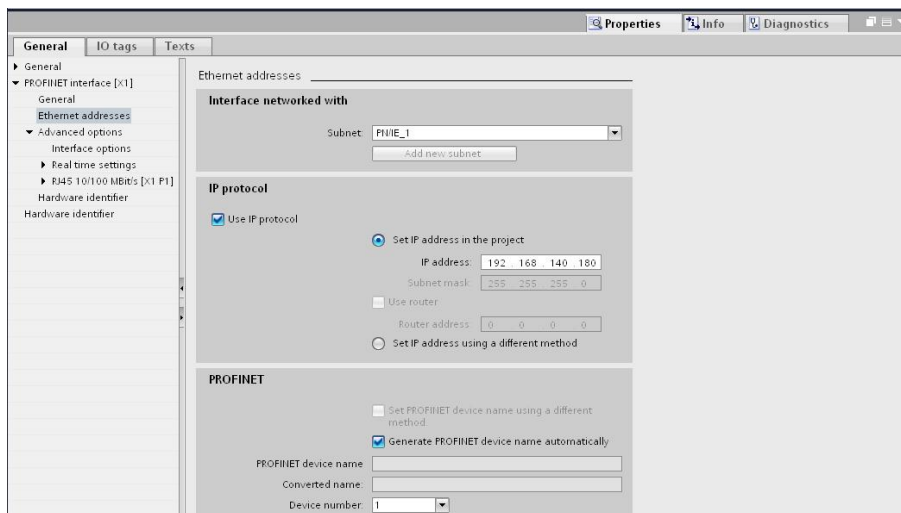 Properties Info Diagnostics
General IO tags Texts
General
PROFINET interface [X1]
General
Ethernet addresses
Advanced options
Interface options
Real time settings
RJ45 10/100 MBit/s [X1 P1]
Hardware identifier
Hardware identifier
Ethernet addresses
Interface networked with
Subnet: PN/IE_1
Add new subnet
IP protocol
Use IP protocol
Set IP address in the project
IP address: 192 . 168 . 140 . 180
Subnet mask: 255 . 255 . 255 . 0
Use router
Router address: 0 . 0 . 0 . 0
Set IP address using a different method
PROFINET
Set PROFINET device name using a different
method.
Generate PROFINET device name automatically
PROFINET device name
Converted name:
Device number: 1